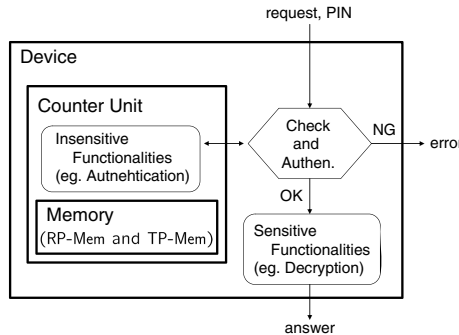 request, PIN
Device
Counter Unit
Insensitive
Functionalities
(eg. Autnehtication)
Memory
(RP-Mem and TP-Mem)
Check
and
Authen.
NG
error
OK
Sensitive
Functionalities
(eg. Decryption)
answer